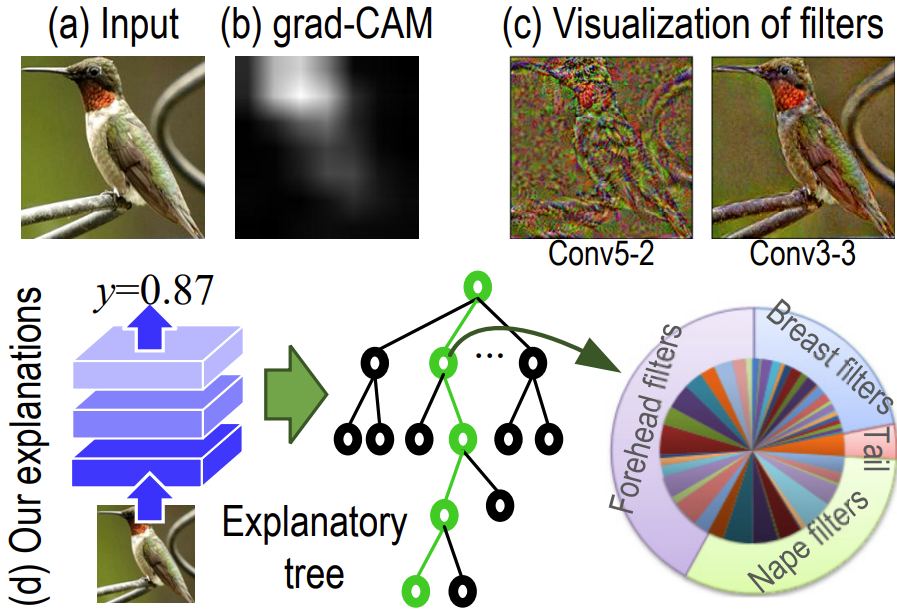 (a) Input
(b) grad-CAM
(c) Visualization of filters
Conv5-2
Conv3-3
(d) Our explanations
y=0.87
...
Explanatory
tree
Forehead filters
Breast filters
Tail
Nape filters